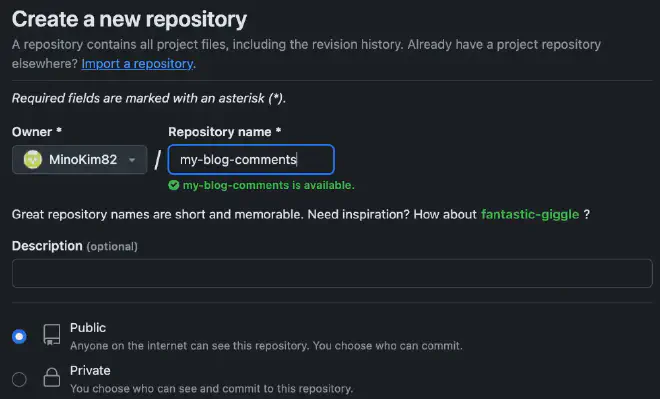 Create a new repository
A repository contains all project files, including the revision history. Already have a project repository
elsewhere? Import a repository.
Required fields are marked with an asterisk (*).
Owner *
Repository name *
MinoKim82
/
my-blog-comments
my-blog-comments is available.
Great repository names are short and memorable. Need inspiration? How about fantastic-giggle ?
Description (optional)
Public
Anyone on the internet can see this repository. You choose who can commit.
Private
You choose who can see and commit to this repository.